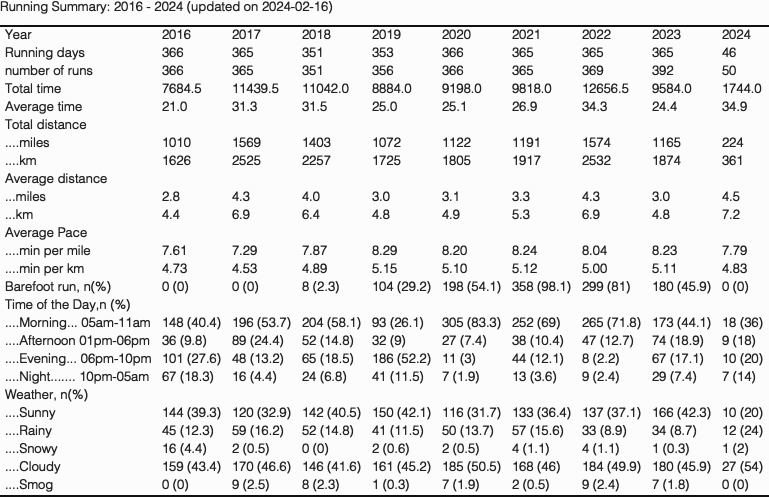 Running Summary: 2016 - 2024 (updated on 2024-02-16)
Year 2016 2017 2018 2019 2020 2021 2022 2023 2024
Running days 366 365 351 353 366 365 365 365 46
number of runs 366 365 351 356 366 365 369 392 50
Total time 7684.5 11439.5 11042.0 8884.0 9198.0 9818.0 12656.5 9584.0 1744.0
Average time 21.0 31.3 31.5 25.0 25.1 26.9 34.3 24.4 34.9
Total distance
....miles 1010 1569 1403 1072 1122 1191 1574 1165 224
....km 1626 2525 2257 1725 1805 1917 2532 1874 361
Average distance
...miles 2.8 4.3 4.0 3.0 3.1 3.3 4.3 3.0 4.5
...km 4.4 6.9 6.4 4.8 4.9 5.3 6.9 4.8 7.2
Average Pace
....min per mile 7.61 7.29 7.87 8.29 8.20 8.24 8.04 8.23 7.79
....min per km 4.73 4.53 4.89 5.15 5.10 5.12 5.00 5.11 4.83
Barefoot run, n(%) 0 (0) 0 (0) 8 (2.3) 104 (29.2) 198 (54.1) 358 (98.1) 299 (81) 180 (45.9) 0 (0)
Time of the Day,n (%)
....Morning... 05am-11am 148 (40.4) 196 (53.7) 204 (58.1) 93 (26.1) 305 (83.3) 252 (69) 265 (71.8) 173 (44.1) 18 (36)
....Afternoon 01pm-06pm 36 (9.8) 89 (24.4) 52 (14.8) 32 (9) 27 (7.4) 38 (10.4) 47 (12.7) 74 (18.9) 9 (18)
....Evening... 06pm-10pm 101 (27.6) 48 (13.2) 65 (18.5) 186 (52.2) 11 (3) 44 (12.1) 8 (2.2) 67 (17.1) 10 (20)
....Night....... 10pm-05am 67 (18.3) 16 (4.4) 24 (6.8) 41 (11.5) 7 (1.9) 13 (3.6) 9 (2.4) 29 (7.4) 7 (14)
Weather, n(%)
....Sunny 144 (39.3) 120 (32.9) 142 (40.5) 150 (42.1) 116 (31.7) 133 (36.4) 137 (37.1) 166 (42.3) 10 (20)
....Rainy 45 (12.3) 59 (16.2) 52 (14.8) 41 (11.5) 50 (13.7) 57 (15.6) 33 (8.9) 34 (8.7) 12 (24)
....Snowy 16 (4.4) 2 (0.5) 0 (0) 2 (0.6) 2 (0.5) 4 (1.1) 4 (1.1) 1 (0.3) 1 (2)
....Cloudy 159 (43.4) 170 (46.6) 146 (41.6) 161 (45.2) 185 (50.5) 168 (46) 184 (49.9) 180 (45.9) 27 (54)
....Smog 0 (0) 9 (2.5) 8 (2.3) 1 (0.3) 7 (1.9) 2 (0.5) 9 (2.4) 7 (1.8) 0 (0)